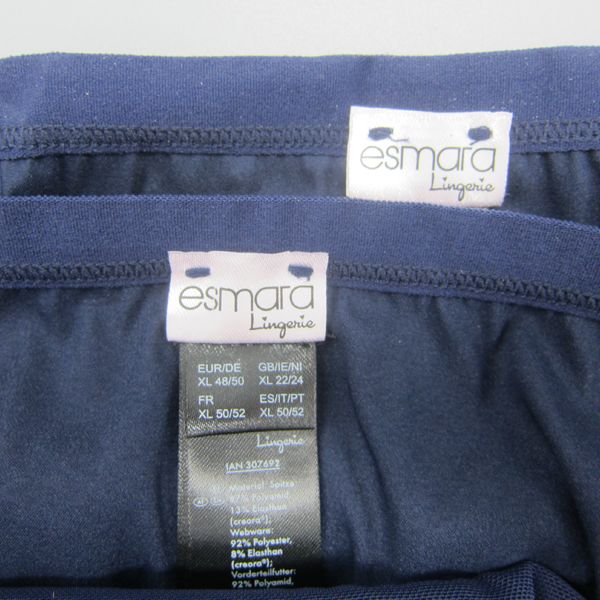 esmara
Lingerie
esmara
Lingerie
EUR/DE GB/IE/NI
XL 48/50 XL 22/24
FR ES/IT/PT
XL 50/52 XL 50/52
Lingerie
IAN 307692
Material: Spitze
87% Polyamid,
13% Elasthan
(creora®);
Webware:
92% Polyester,
8% Elasthan
(creora®);
Vorderteilfutter:
92% Polyamid,